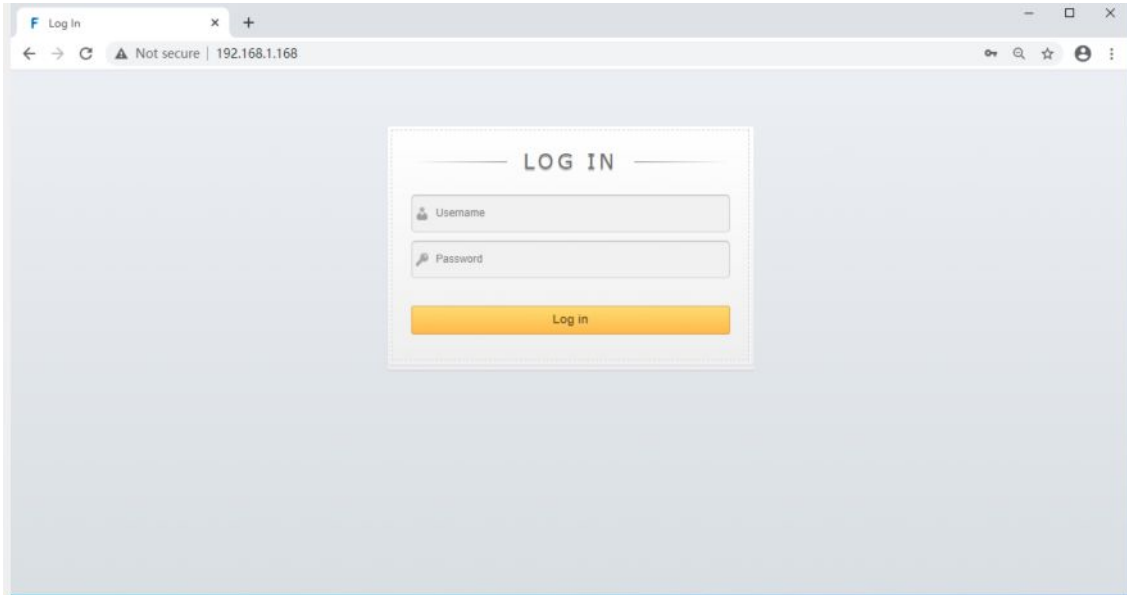 F Log In
Not secure | 192.168.1.168
LOG IN
Username
Password
Log in